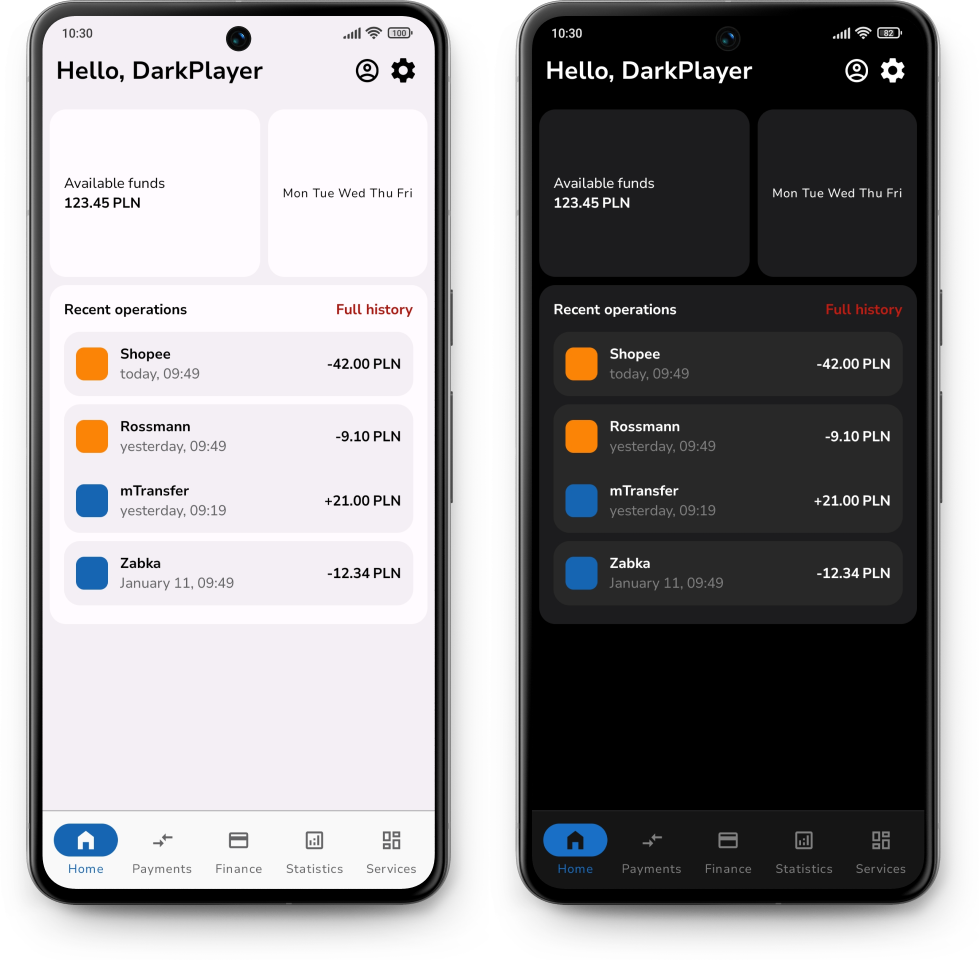 10:30
100
Hello, DarkPlayer
Available funds
123.45 PLN
Mon Tue Wed Thu Fri
Recent operations
Full history
Shopee
today, 09:49
-42.00 PLN
Rossmann
yesterday, 09:49
-9.10 PLN
mTransfer
yesterday, 09:19
+21.00 PLN
Zabka
January 11, 09:49
-12.34 PLN
Home
Payments
Finance
Statistics
Services
10:30
82
Hello, DarkPlayer
Available funds
123.45 PLN
Mon Tue Wed Thu Fri
Recent operations
Full history
Shopee
today, 09:49
-42.00 PLN
Rossmann
yesterday, 09:49
-9.10 PLN
mTransfer
yesterday, 09:19
+21.00 PLN
Zabka
January 11, 09:49
-12.34 PLN
Home
Payments
Finance
Statistics
Services